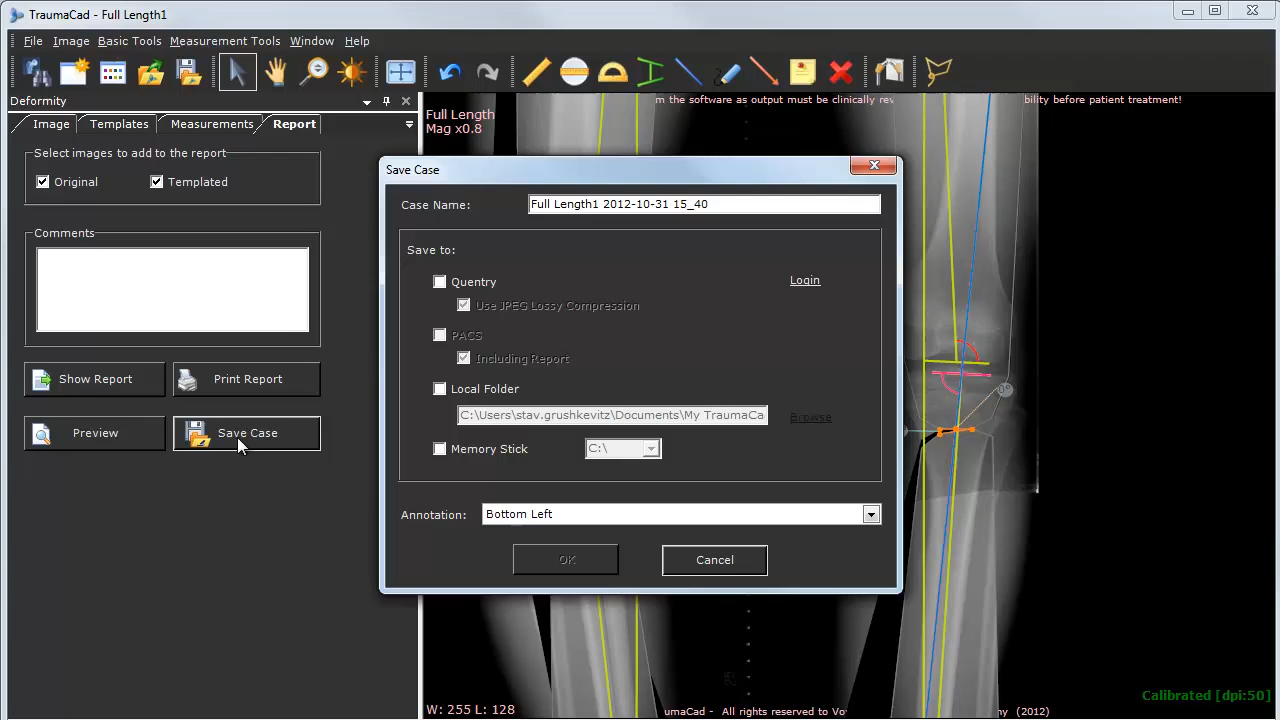 TraumaCad - Full Length1
File Image Basic Tools Measurement Tools Window Help
Deformity
Image Templates Measurements Report
Select images to add to the report
Original Templated
Comments
Show Report Print Report
Preview Save Case
Full Length
Mag x0.8
m the software as output must be clinically rev bility before patient treatment!
Save Case
Case Name: Full Length1 2012-10-31 15_40
Save to:
Quentry Login
Use JPEG Lossy Compression
PACS
Including Report
Local Folder
C:\Users\stav.grushkevitz\Documents\My TraumaCa Browse
Memory Stick C:\
Annotation: Bottom Left
OK Cancel
Calibrated [dpi:50]
W: 255 L: 128 umaCad - All rights reserved to Vo ny (2012)